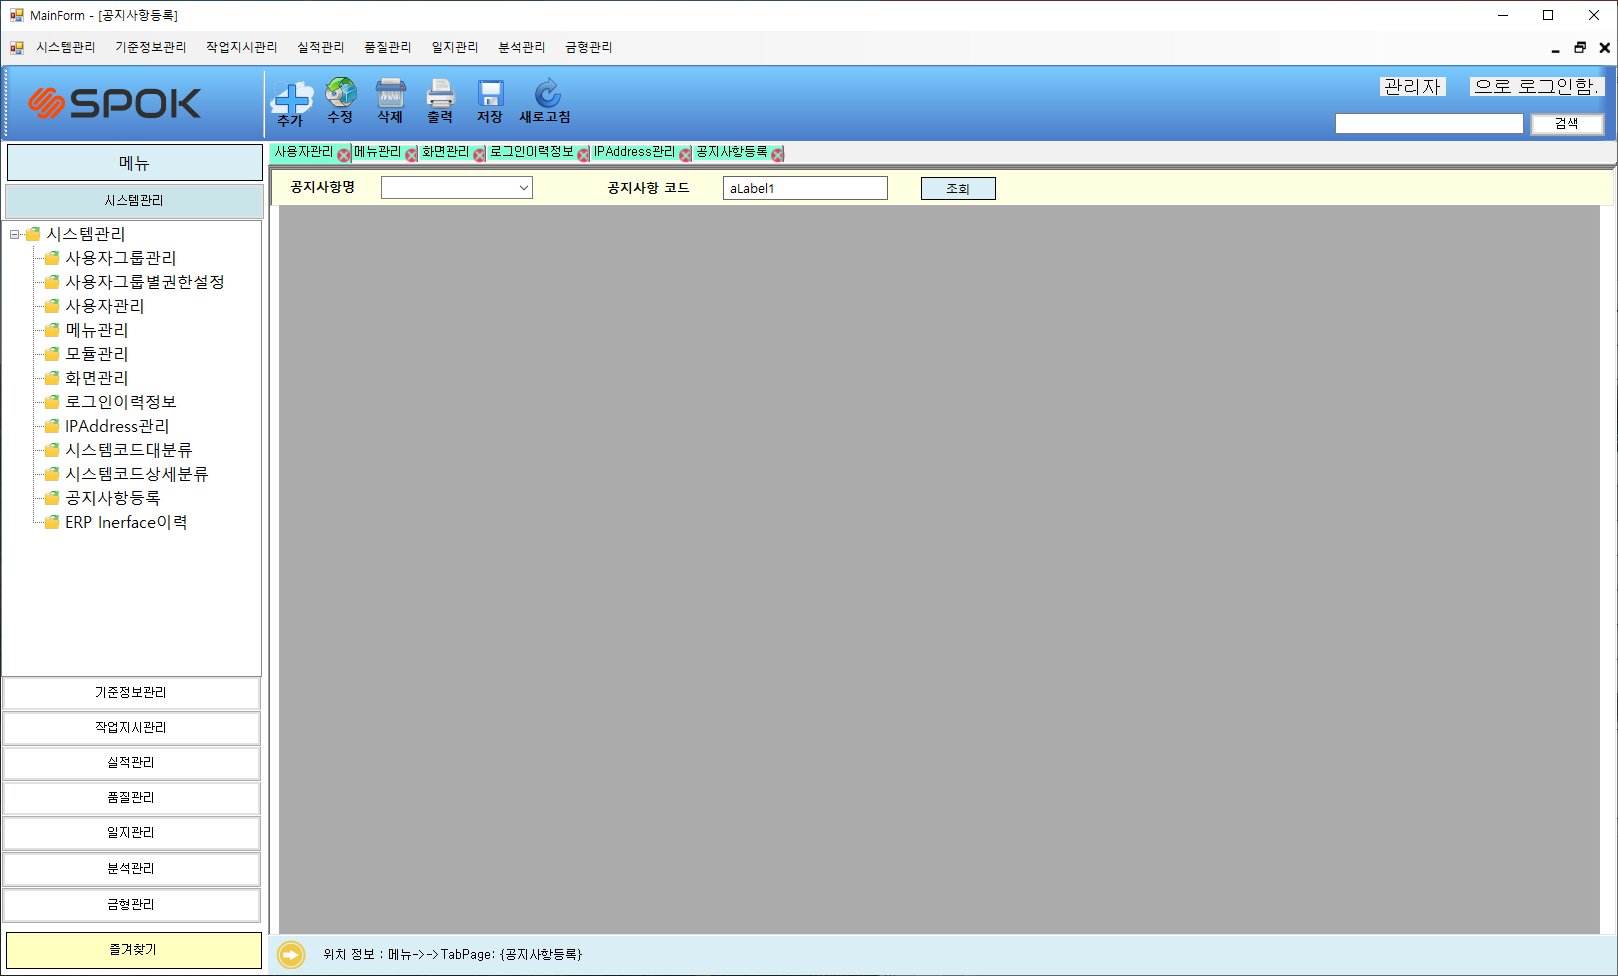 MainForm - [공지사항등록]
시스템관리 기준정보관리 작업지시관리 실적관리 품질관리 일지관리 분석관리 금형관리
SPOK
추가 수정 삭제 출력 저장 새로고침
관리자 으로 로그인함.
검색
메뉴
시스템관리
시스템관리
사용자그룹관리
사용자그룹별권한설정
사용자관리
메뉴관리
모듈관리
화면관리
로그인이력정보
IPAddress관리
시스템코드대분류
시스템코드상세분류
공지사항등록
ERP Inerface이력
기준정보관리
작업지시관리
실적관리
품질관리
일지관리
분석관리
금형관리
즐겨찾기
사용자관리 메뉴관리 화면관리 로그인이력정보 IPAddress관리 공지사항등록
공지사항명 공지사항 코드 aLabel1 조회
위치 정보 : 메뉴->->TabPage: {공지사항등록}